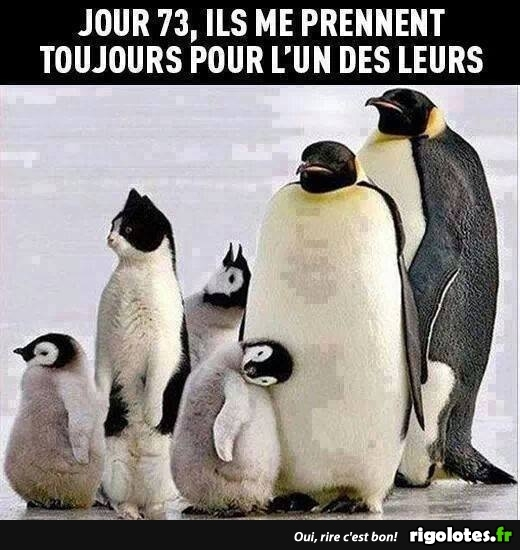 JOUR 73, ILS ME PRENNENT
TOUJOURS POUR L'UN DES LEURS
Oui, rire c'est bon! rigolotes.fr